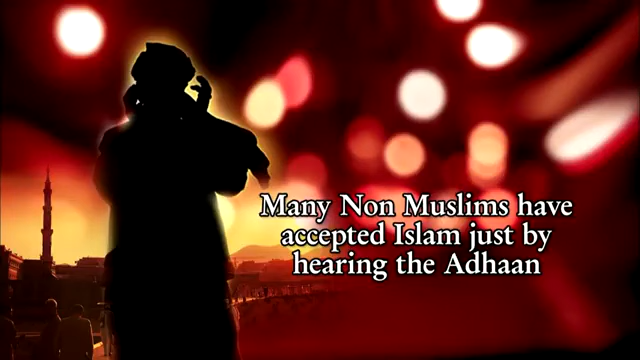 Many Non Muslims have
accepted Islam just by
hearing the Adhaan